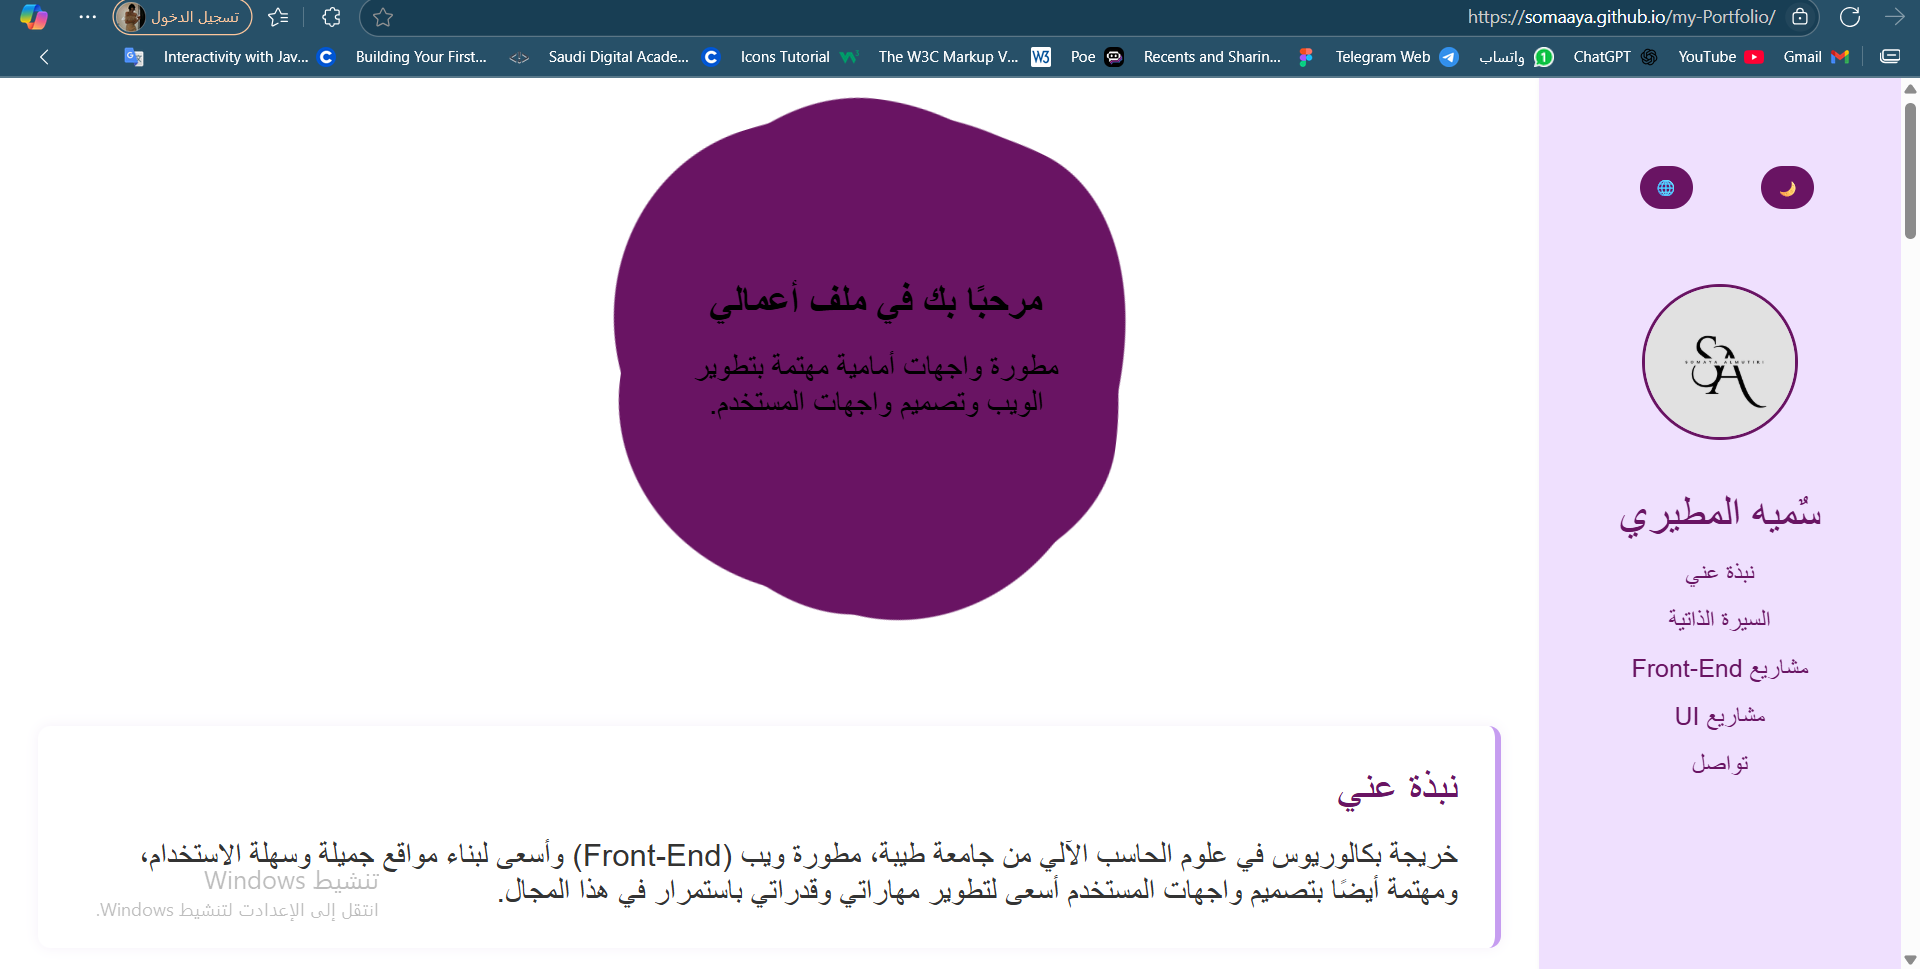 تسجيل الدخول
https://somaaya.github.io/my-Portfolio/
Interactivity with Jav...
Building Your First...
Saudi Digital Acade...
Icons Tutorial
The W3C Markup V...
Poe
Recents and Sharin...
Telegram Web
واتساب
ChatGPT
YouTube
Gmail
مرحبًا بك في ملف أعمالي
مطورة واجهات أمامية مهتمة بتطوير
الويب وتصميم واجهات المستخدم.
SOMAYA ALMUTIRI
SA
سٌميه المطيري
نبذة عني
السيرة الذاتية
مشاريع Front-End
مشاريع UI
تواصل
نبذة عني
خريجة بكالوريوس في علوم الحاسب الآلي من جامعة طيبة، مطورة ويب (Front-End) وأسعى لبناء مواقع جميلة وسهلة الاستخدام،
ومهتمة أيضًا بتصميم واجهات المستخدم أسعى لتطوير مهاراتي وقدراتي باستمرار في هذا المجال.
تنشيط Windows
انتقل إلى الإعدادت لتنشيط Windows.